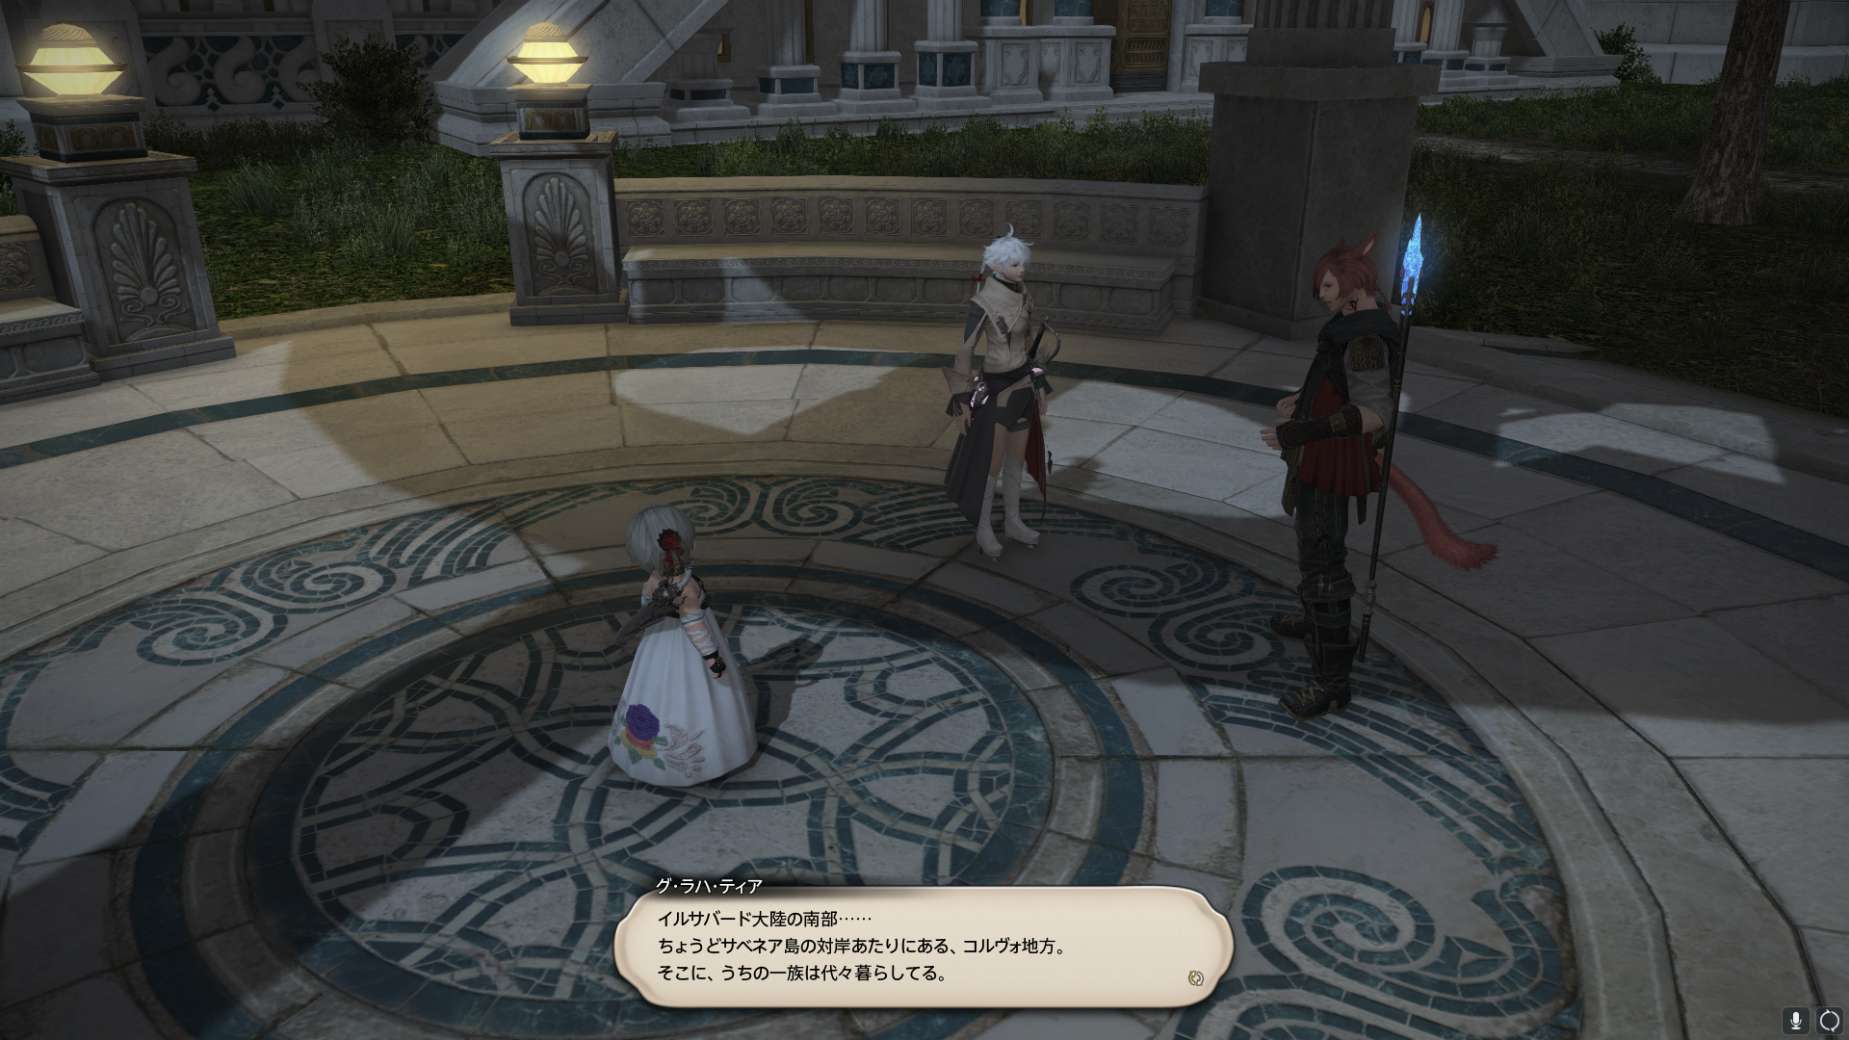 グ・ラハ・ティア
イルサバード大陸の南部……
ちょうどサベネア島の対岸あたりにある、コルヴォ地方。
そこに、うちの一族は代々暮らしてる。